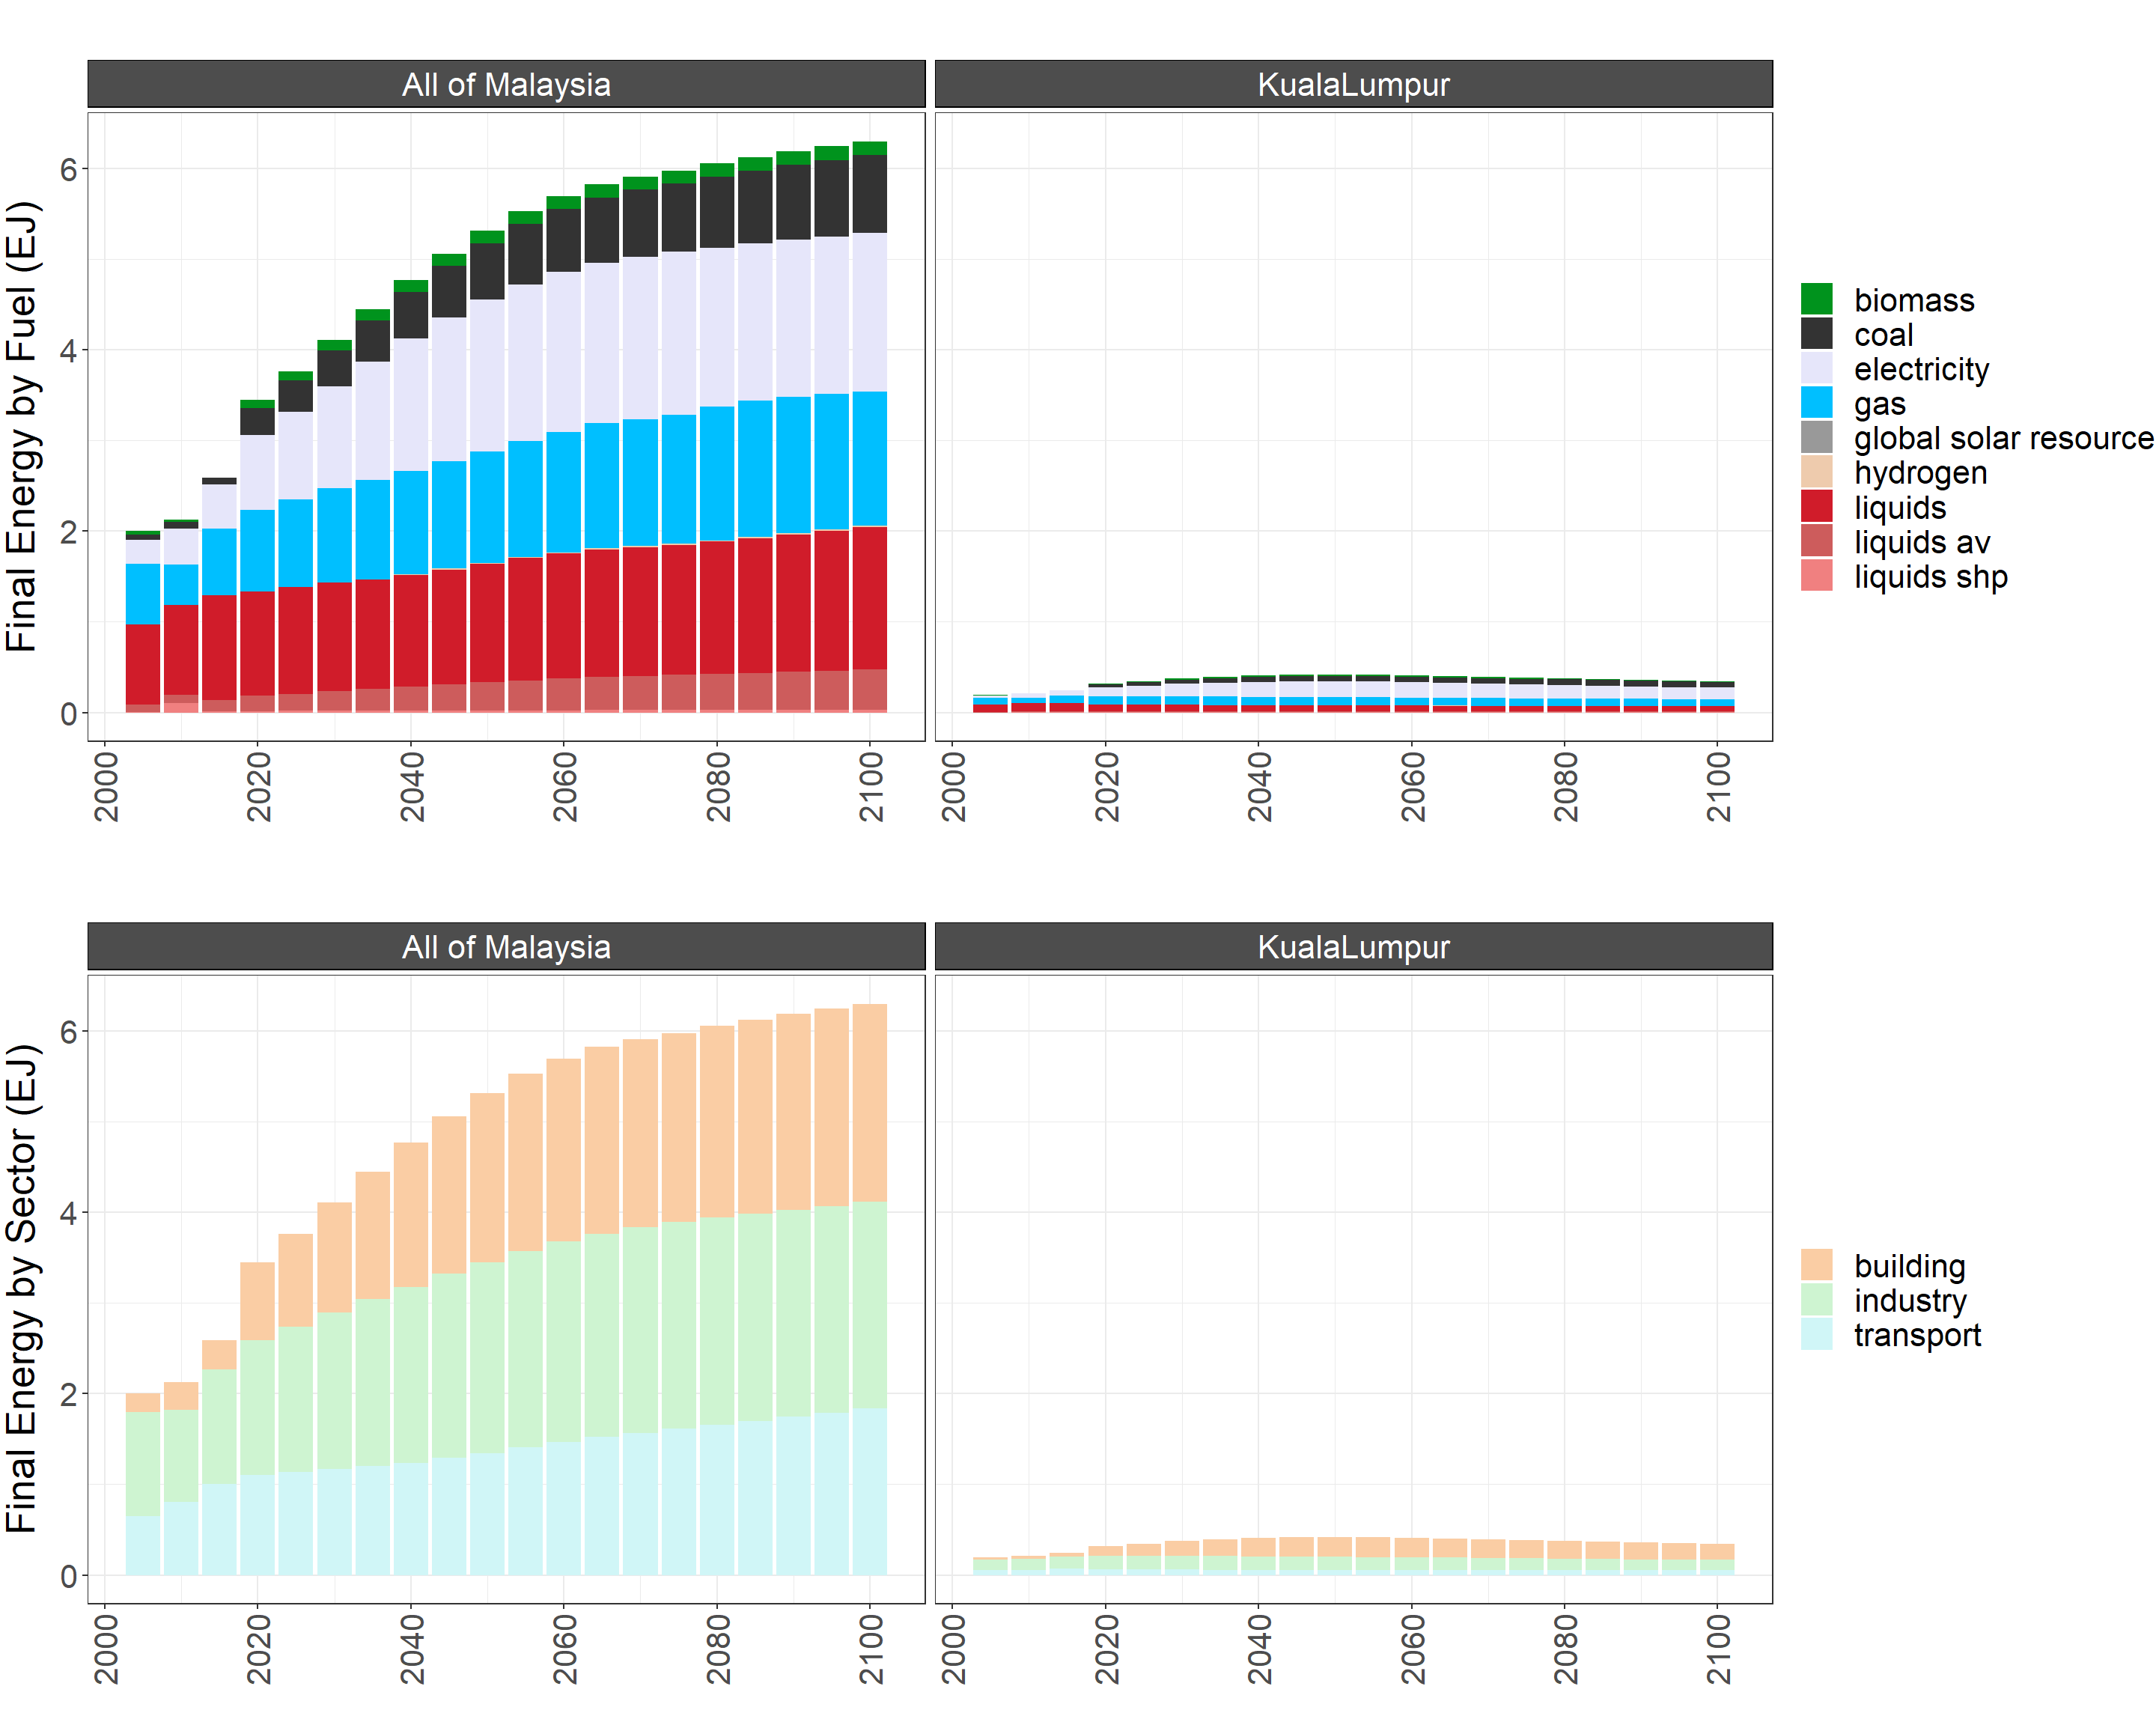 All of Malaysia
KualaLumpur
Final Energy by Fuel (EJ)
6
4
2
0
2000
2020
2040
2060
2080
2100
2000
2020
2040
2060
2080
2100
biomass
coal
electricity
gas
global solar resource
hydrogen
liquids
liquids av
liquids shp
All of Malaysia
KualaLumpur
Final Energy by Sector (EJ)
6
4
2
0
2000
2020
2040
2060
2080
2100
2000
2020
2040
2060
2080
2100
building
industry
transport